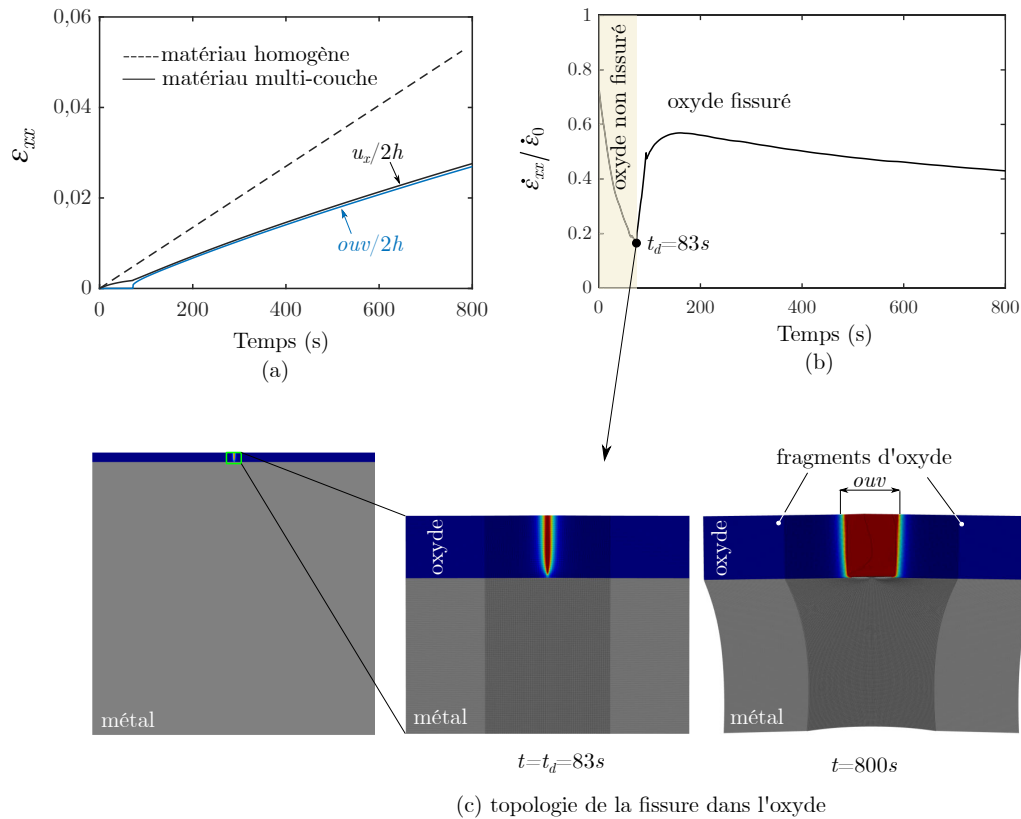 0,06
0,04
0,02
0
ε_xx
matériau homogène
matériau multi-couche
u_x/2h
ouv/2h
0 200 400 600 800
Temps (s)
(a)
1
0.8
0.6
0.4
0.2
0
ε̇_xx/ε̇_0
oxyde non fissuré
oxyde fissuré
t_d=83s
0 200 400 600 800
Temps (s)
(b)
métal
oxyde
métal
t=t_d=83s
fragments d'oxyde
ouv
oxyde
métal
t=800s
(c) topologie de la fissure dans l'oxyde